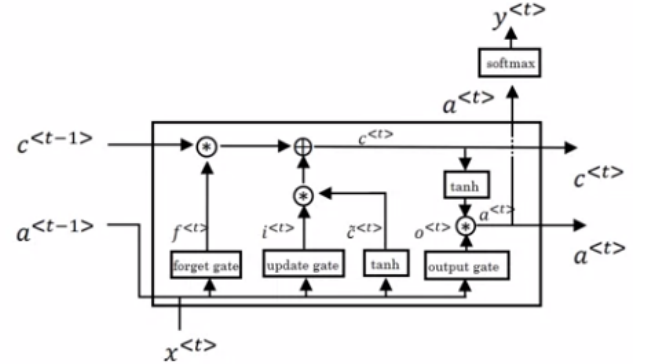 y<t>
softmax
a<t>
c<t-1>
c<t>
c<t>
tanh
a<t-1>
f<t>
i<t>
c̃<t>
o<t>
a<t>
a<t>
forget gate
update gate
tanh
output gate
x<t>